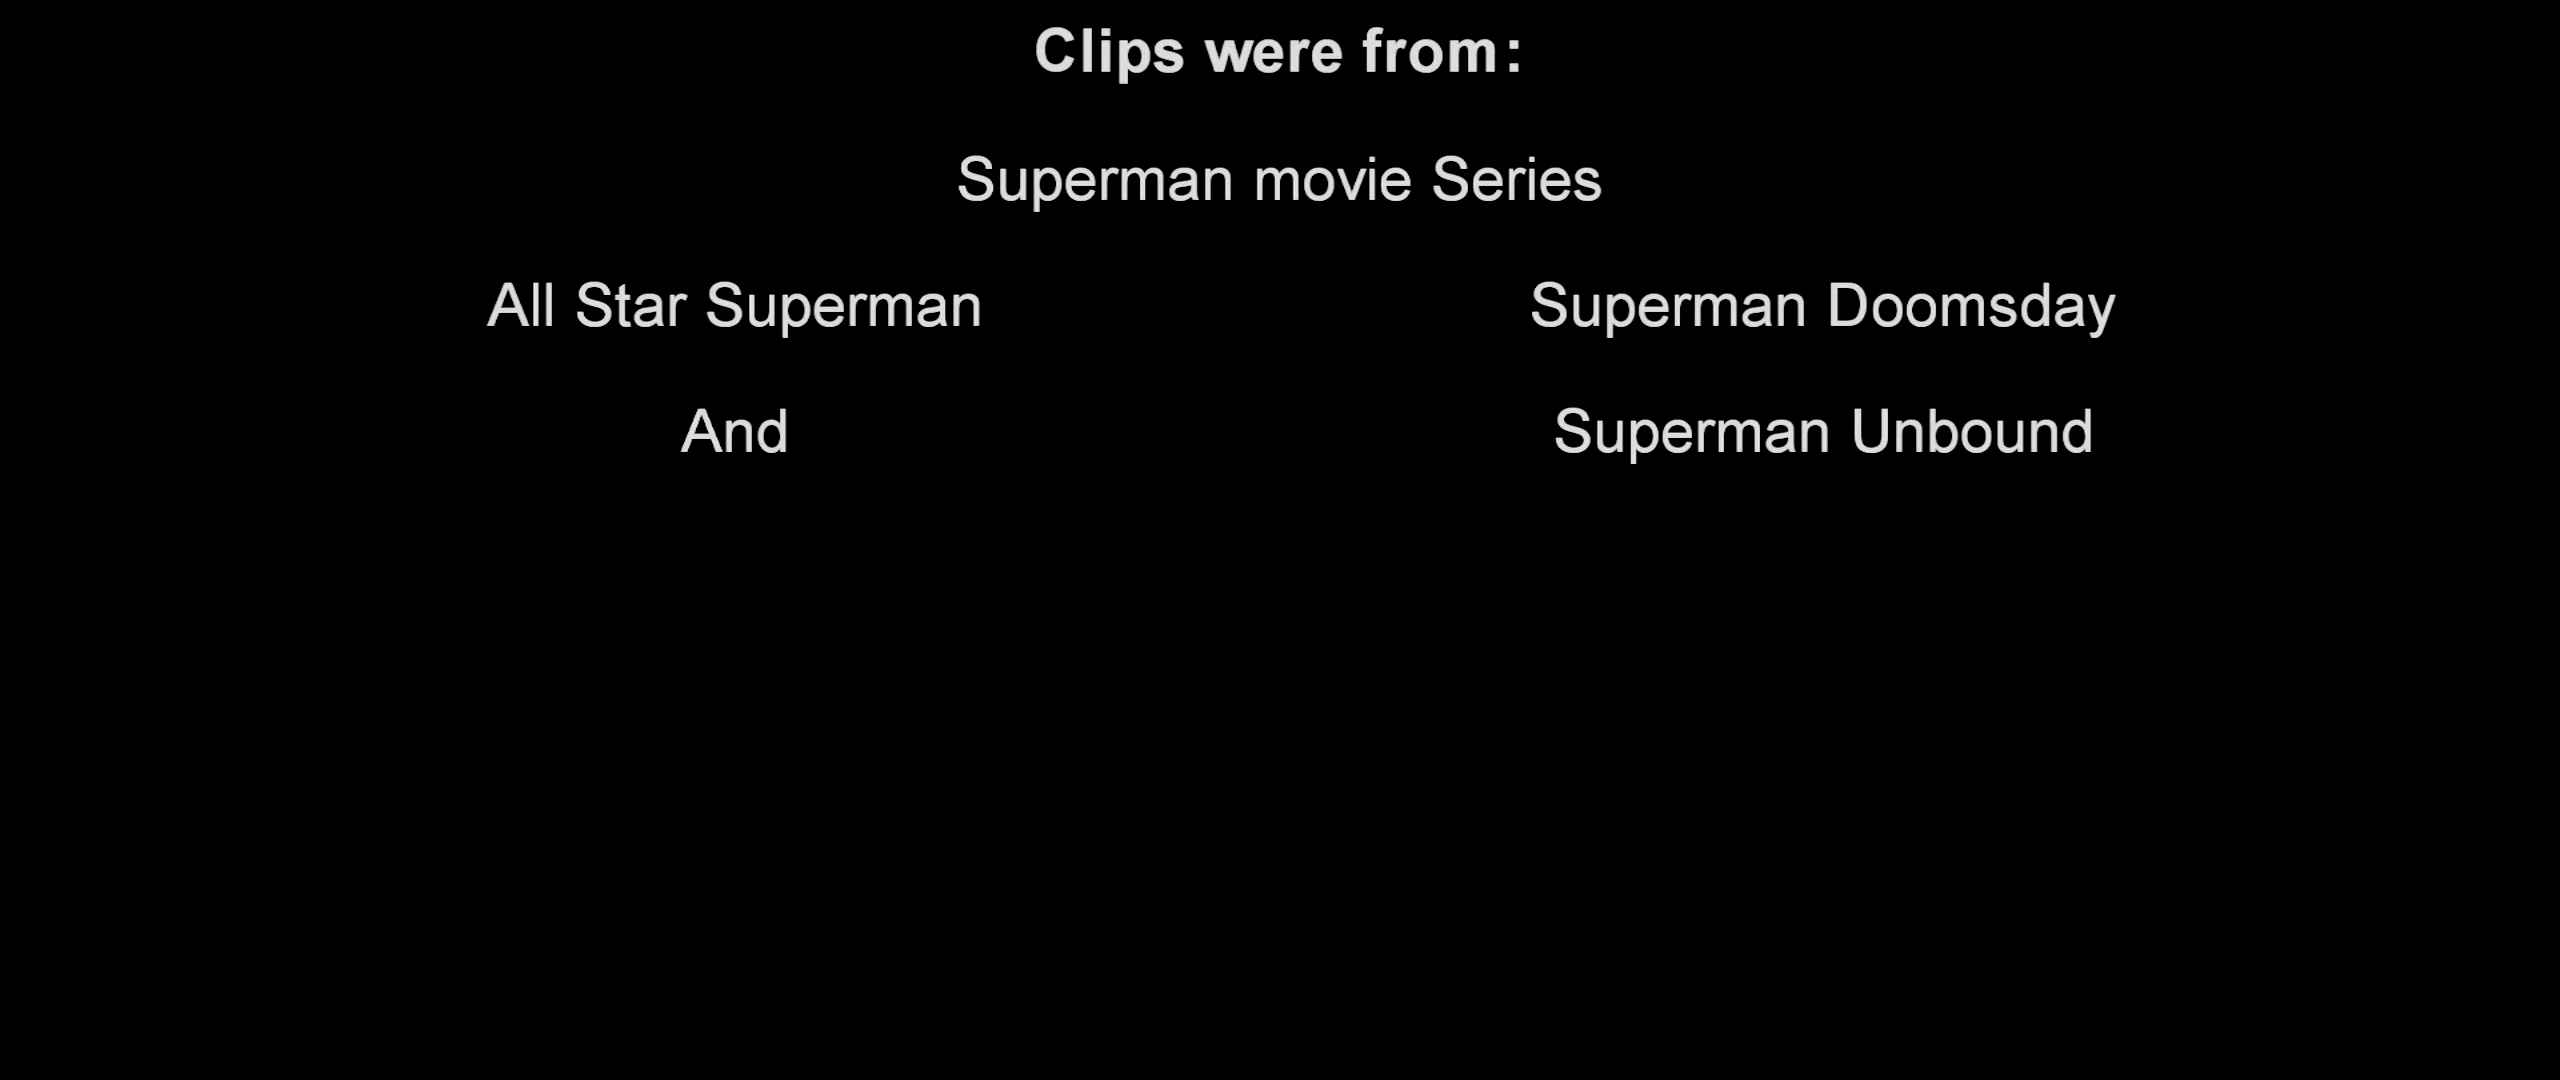 Clips were from:
Superman movie Series
All Star Superman Superman Doomsday
And Superman Unbound